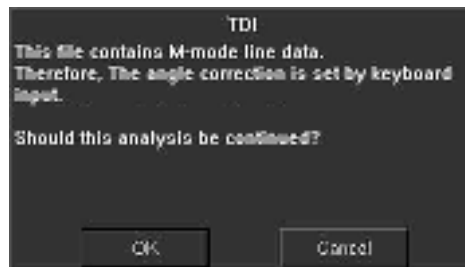 TDI
This file contains M-mode line data.
Therefore, The angle correction is set by keyboard
input.
Should this analysis be continued?
OK
Cancel